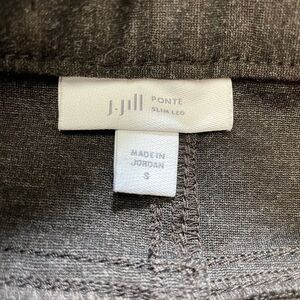 J.Jill PONTE
SLIM LEG
MADE IN
JORDAN
S